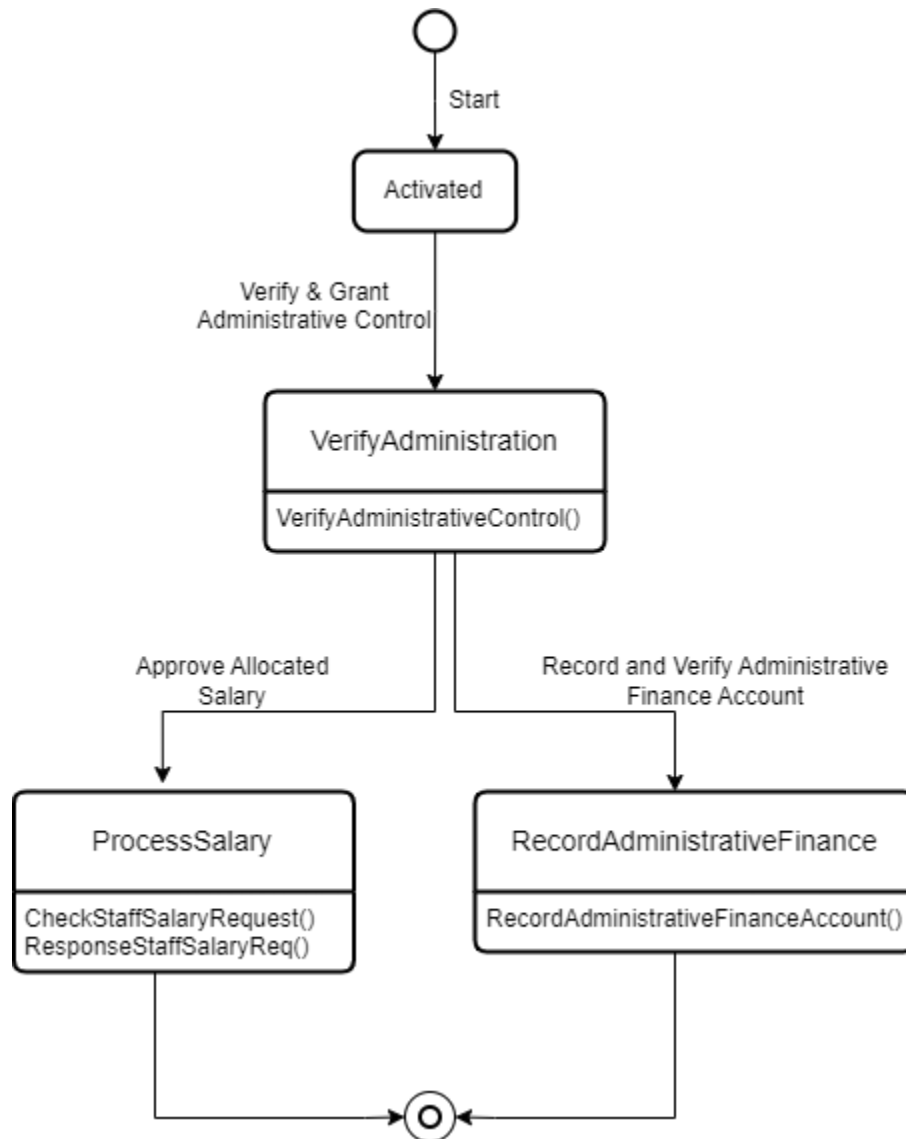 Start
Activated
Verify & Grant
Administrative Control
VerifyAdministration
VerifyAdministrativeControl()
Approve Allocated
Salary
Record and Verify Administrative
Finance Account
ProcessSalary
CheckStaffSalaryRequest()
ResponseStaffSalaryReq()
RecordAdministrativeFinance
RecordAdministrativeFinanceAccount()